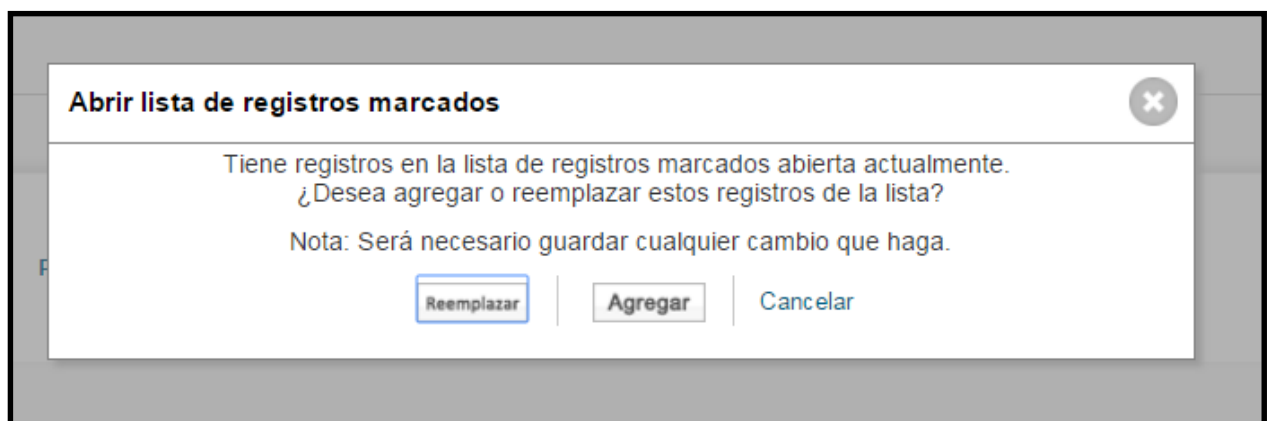 Abrir lista de registros marcados
Tiene registros en la lista de registros marcados abierta actualmente.
¿Desea agregar o reemplazar estos registros de la lista?
Nota: Será necesario guardar cualquier cambio que haga.
Reemplazar Agregar Cancelar